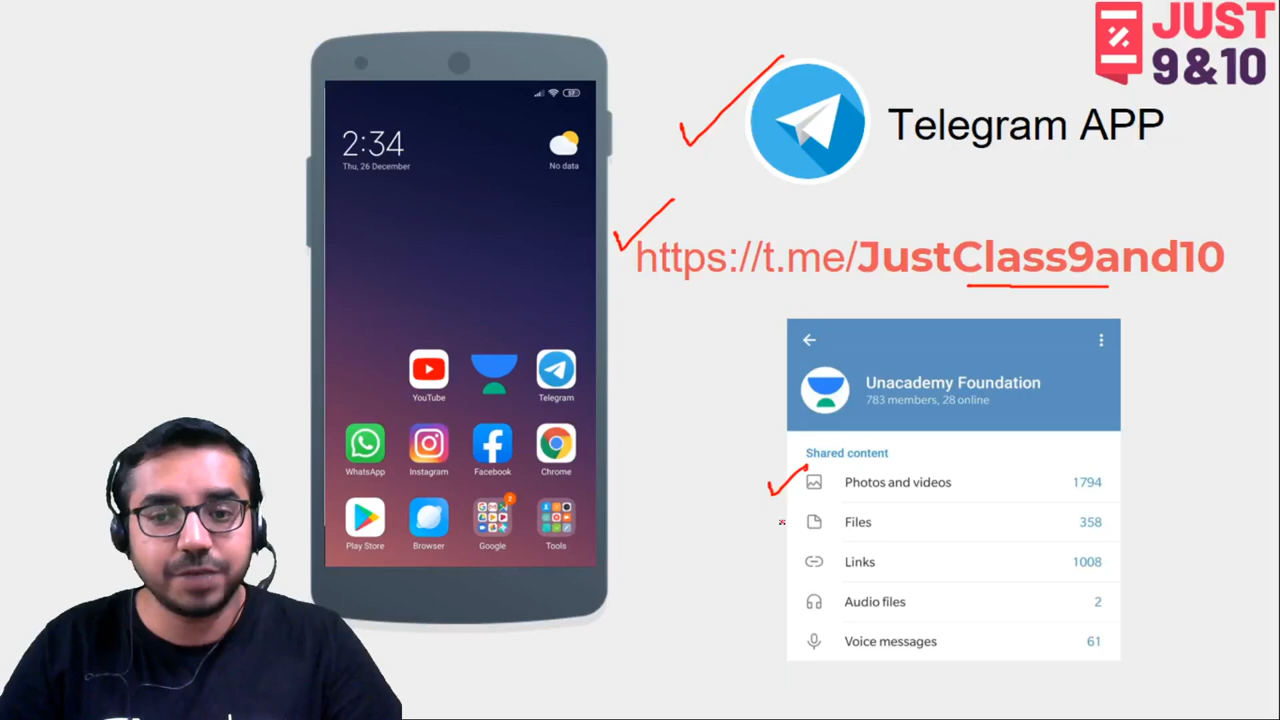 JUST
9&10
Telegram APP
https://t.me/JustClass9and10
2:34
Thu, 26 December
No data
YouTube
Telegram
WhatsApp
Instagram
Facebook
Chrome
2
Play Store
Browser
Google
Tools
Unacademy Foundation
783 members, 28 online
Shared content
Photos and videos 1794
Files 358
Links 1008
Audio files 2
Voice messages 61